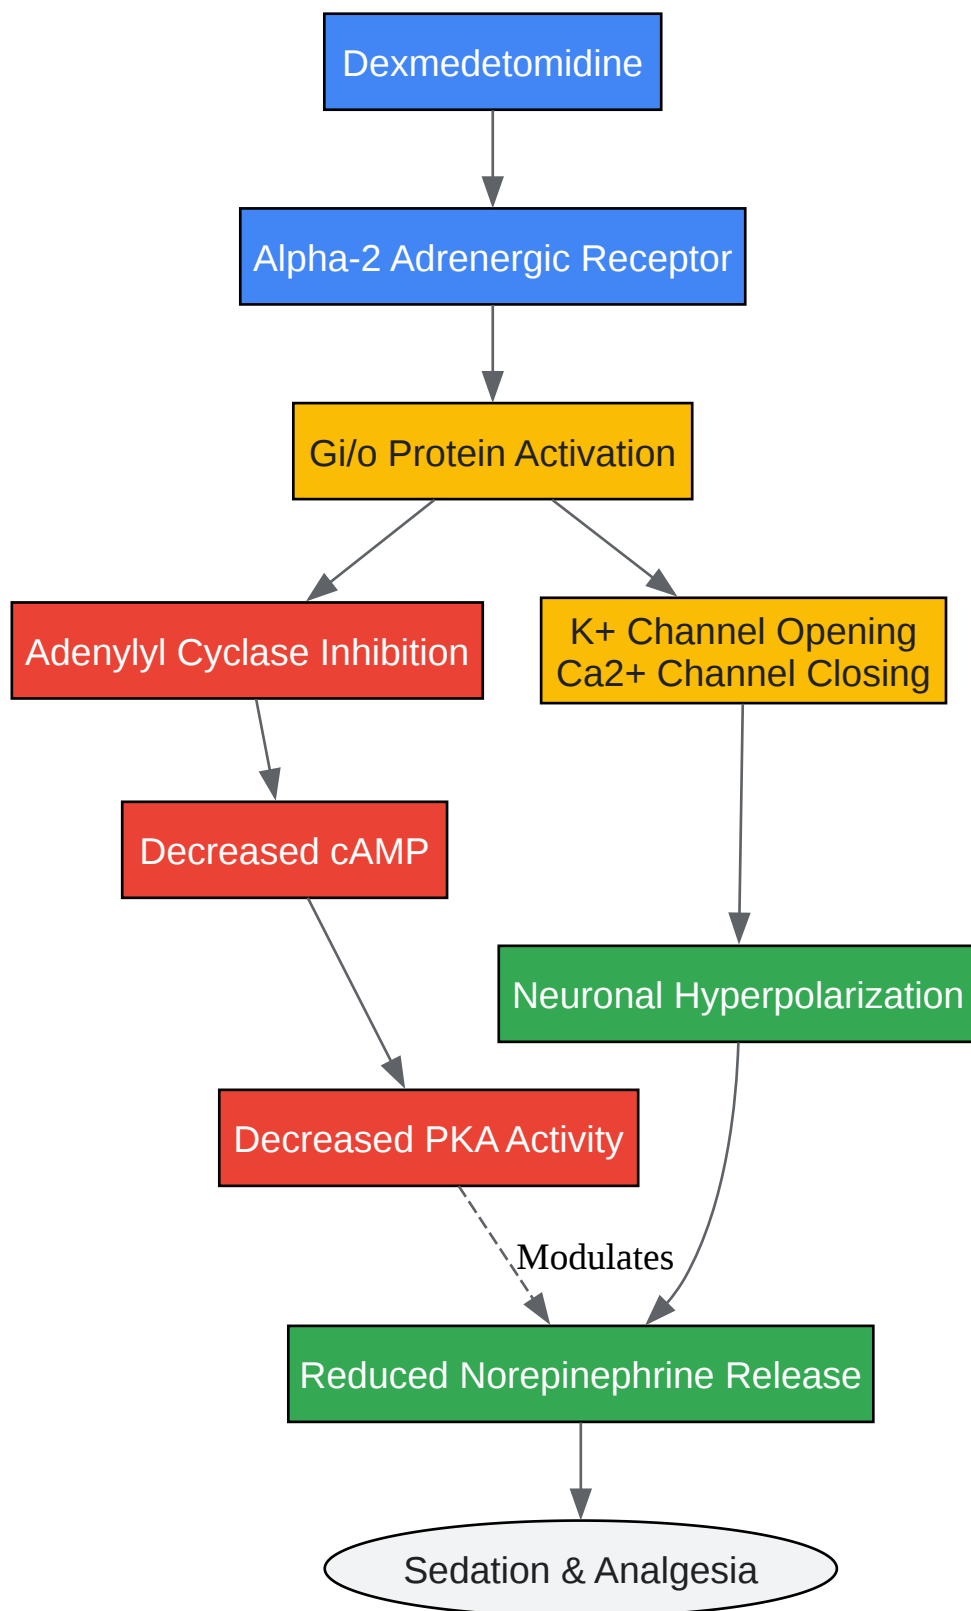 Dexmedetomidine
Alpha-2 Adrenergic Receptor
Gi/o Protein Activation
Adenylyl Cyclase Inhibition
K+ Channel Opening
Ca2+ Channel Closing
Decreased cAMP
Neuronal Hyperpolarization
Decreased PKA Activity
Modulates
Reduced Norepinephrine Release
Sedation & Analgesia